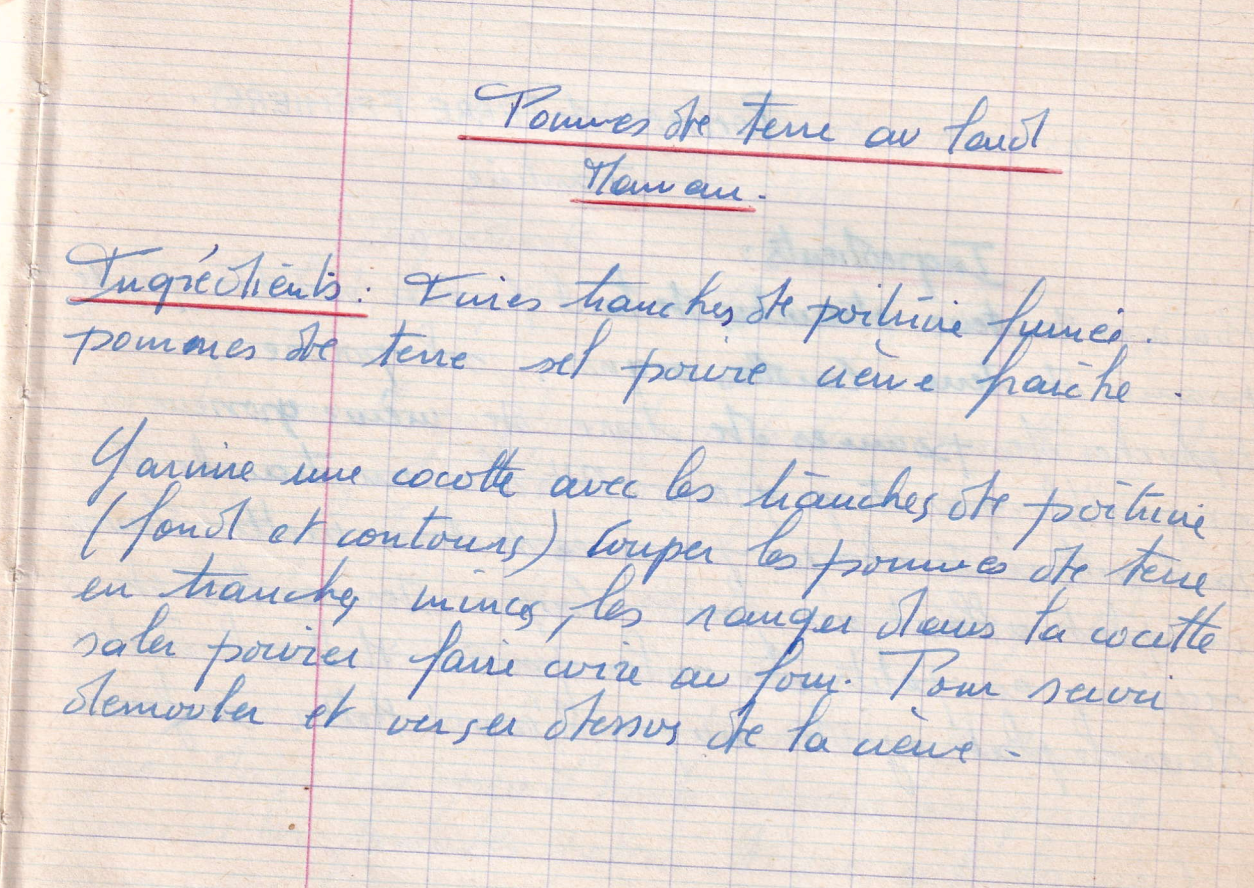 Pommes de terre au lard
Maman.
Ingrédients : Fines tranches de poitrine fumée.
pommes de terre sel poivre crème fraîche.
Garnire une cocotte avec les tranches de poitrine
(fond et contours) Couper les pommes de terre
en tranches minces, les ranger dans la cocotte
saler poivrer faire cuire au four. Pour servir
demouler et verser dessus de la crème.